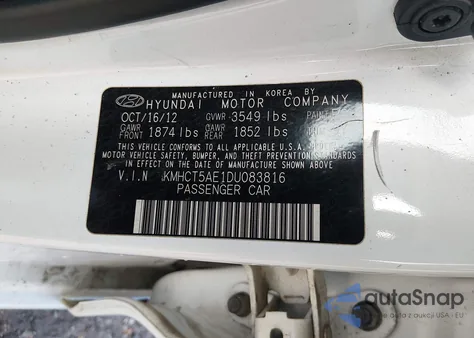 MANUFACTURED IN KOREA BY
HYUNDAI MOTOR COMPANY
OCT/16/12 GVWR 3549 lbs
GAWR FRONT 1874 lbs GAWR REAR 1852 lbs
THIS VEHICLE CONFORMS TO ALL APPLICABLE U.S.
FEDERAL MOTOR VEHICLE
SAFETY, BUMPER, AND THEFT PREVENTION STANDARDS
IN EFFECT ON THE DATE OF MANUFACTURE SHOWN ABOVE.
V.I.N KMHCT5AE1DU083816
PASSENGER CAR
autoSnap